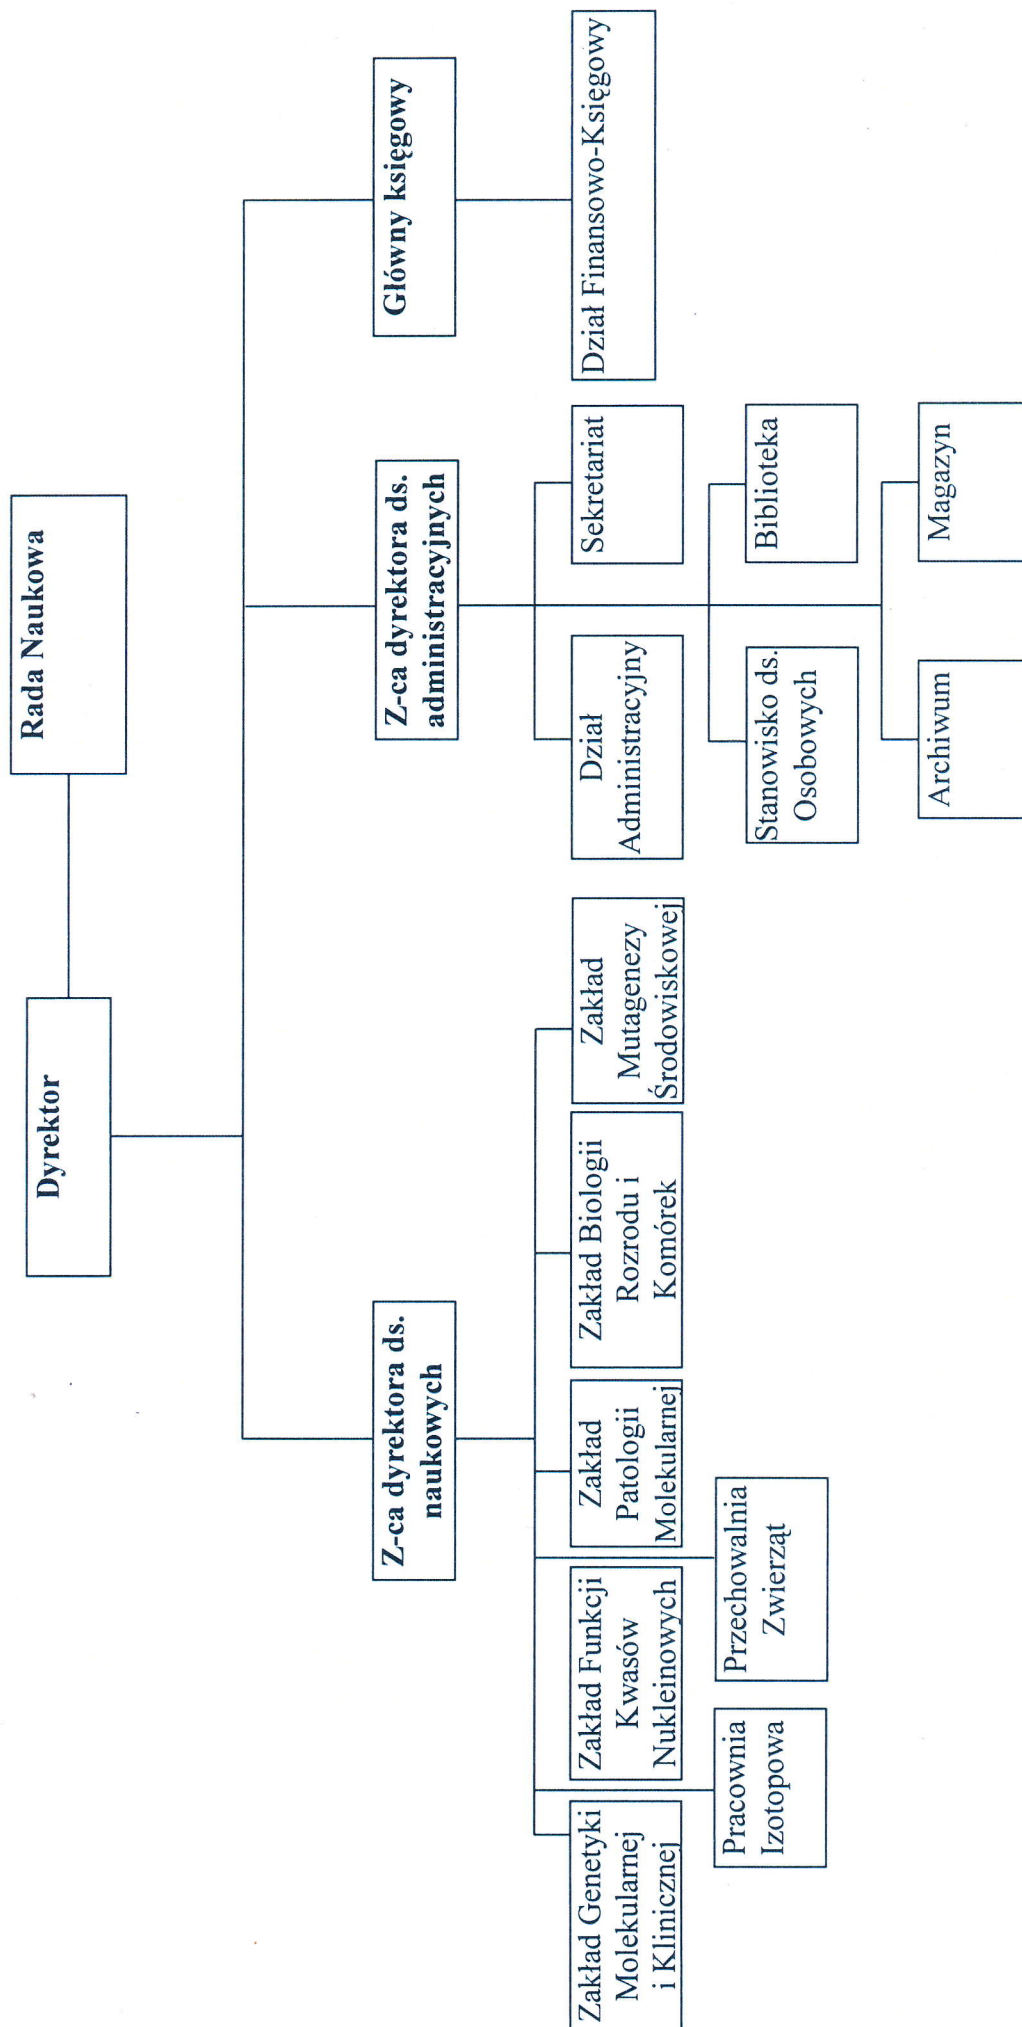 Dyrektor
Rada Naukowa
Z-ca dyrektora ds.
naukowych
Z-ca dyrektora ds.
administracyjnych
Główny księgowy
Zakład Genetyki
Molekularnej
i Klinicznej
Zakład Funkcji
Kwasów
Nukleinowych
Zakład
Patologii
Molekularnej
Zakład Biologii
Rozrodu i
Komórek
Zakład
Mutagenezy
Środowiskowej
Dział
Administracyjny
Sekretariat
Dział Finansowo-Księgowy
Pracownia
Izotopowa
Przechowalnia
Zwierząt
Stanowisko ds.
Osobowych
Biblioteka
Archiwum
Magazyn